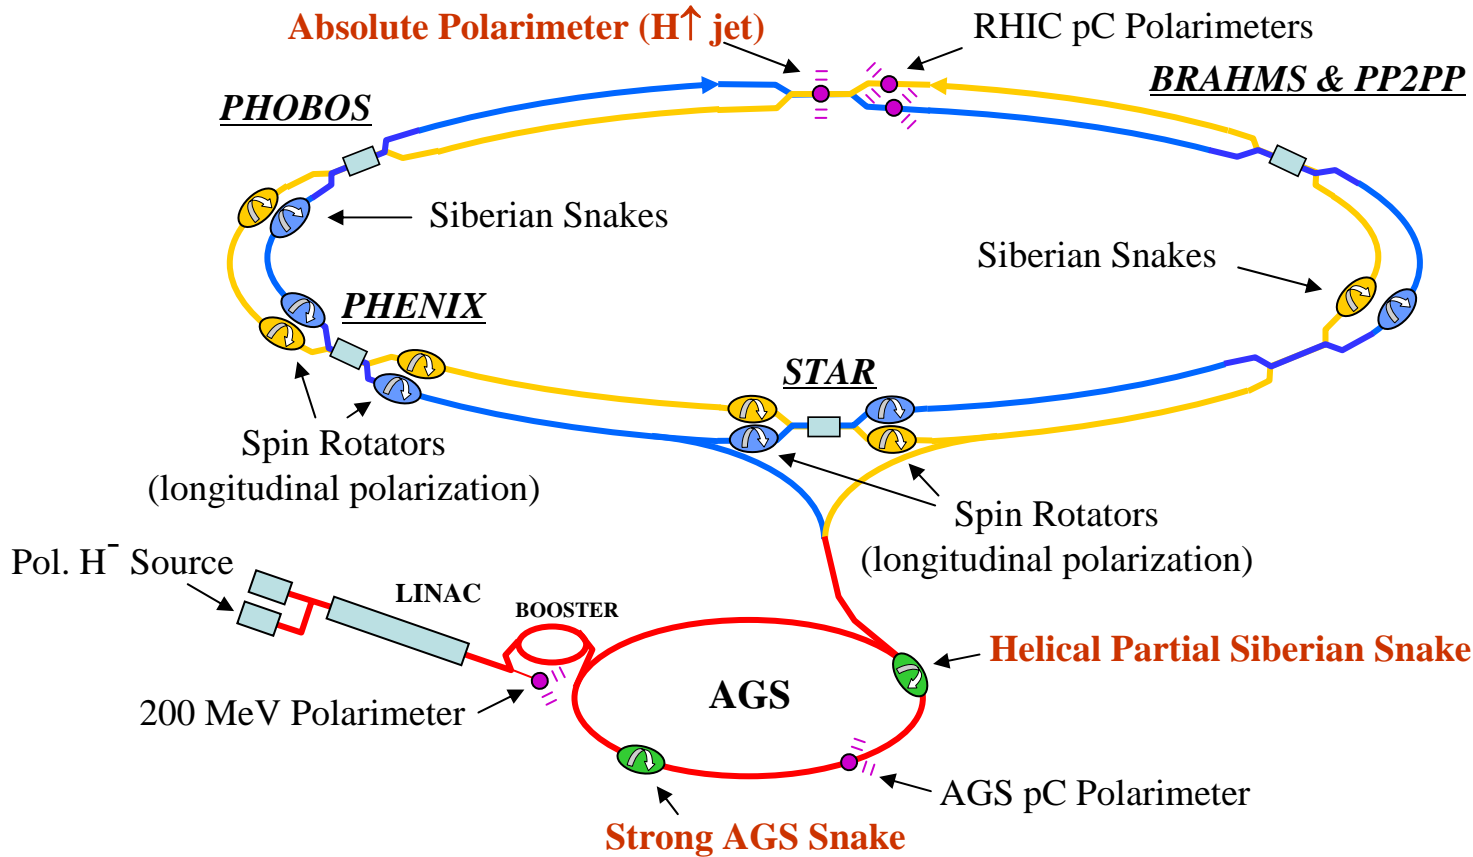 Absolute Polarimeter (H↑ jet)
RHIC pC Polarimeters
BRAHMS & PP2PP
PHOBOS
Siberian Snakes
Siberian Snakes
PHENIX
STAR
Spin Rotators
(longitudinal polarization)
Spin Rotators
(longitudinal polarization)
Pol. H⁻ Source
LINAC
BOOSTER
Helical Partial Siberian Snake
AGS
200 MeV Polarimeter
AGS pC Polarimeter
Strong AGS Snake